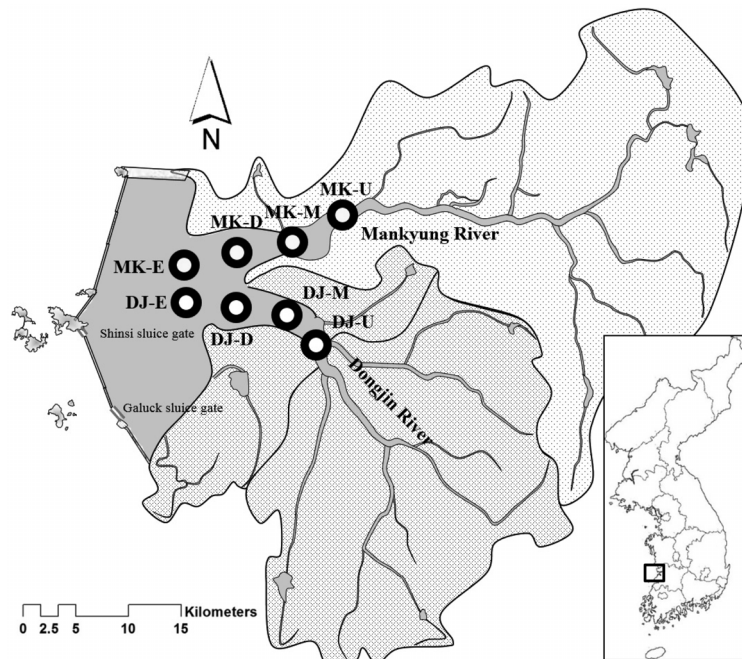 N
MK-U
MK-M
MK-D
Mankyung River
MK-E
DJ-E
DJ-M
DJ-U
Shinsi sluice gate
DJ-D
Dongjin River
Galuck sluice gate
Kilometers
0 2.5 5 10 15